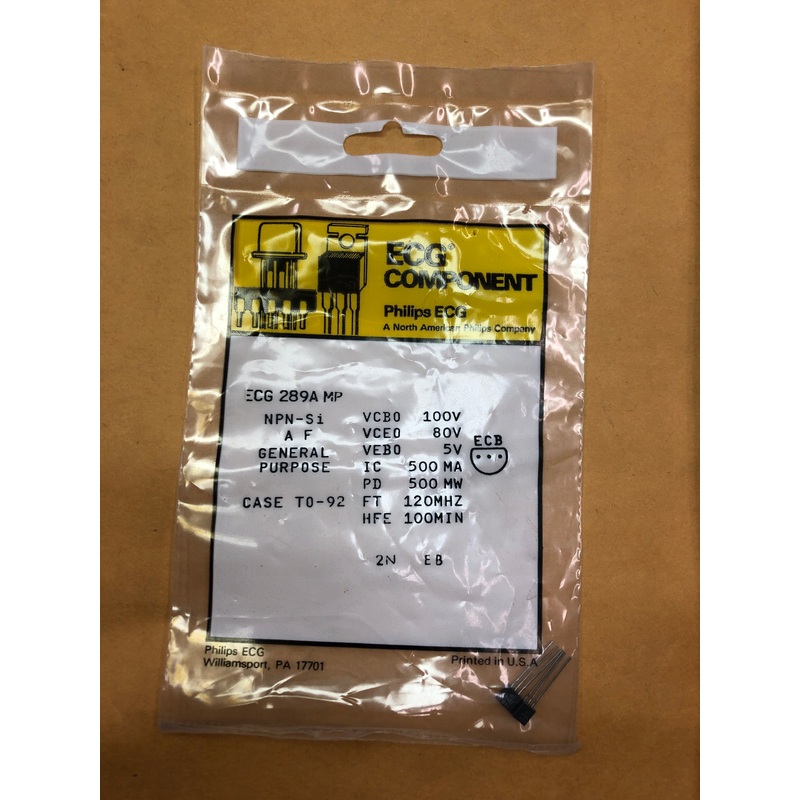 ECG®
COMPONENT
Philips ECG
A North American Philips Company
ECG 289A MP
NPN-Si VCBO 100V
A F VCEO 80V
GENERAL VEBO 5V
PURPOSE IC 500 MA
PD 500 MW
CASE TO-92 FT 120MHZ
HFE 100MIN
ECB
2N EB
Philips ECG
Williamsport, PA 17701
Printed in U.S.A